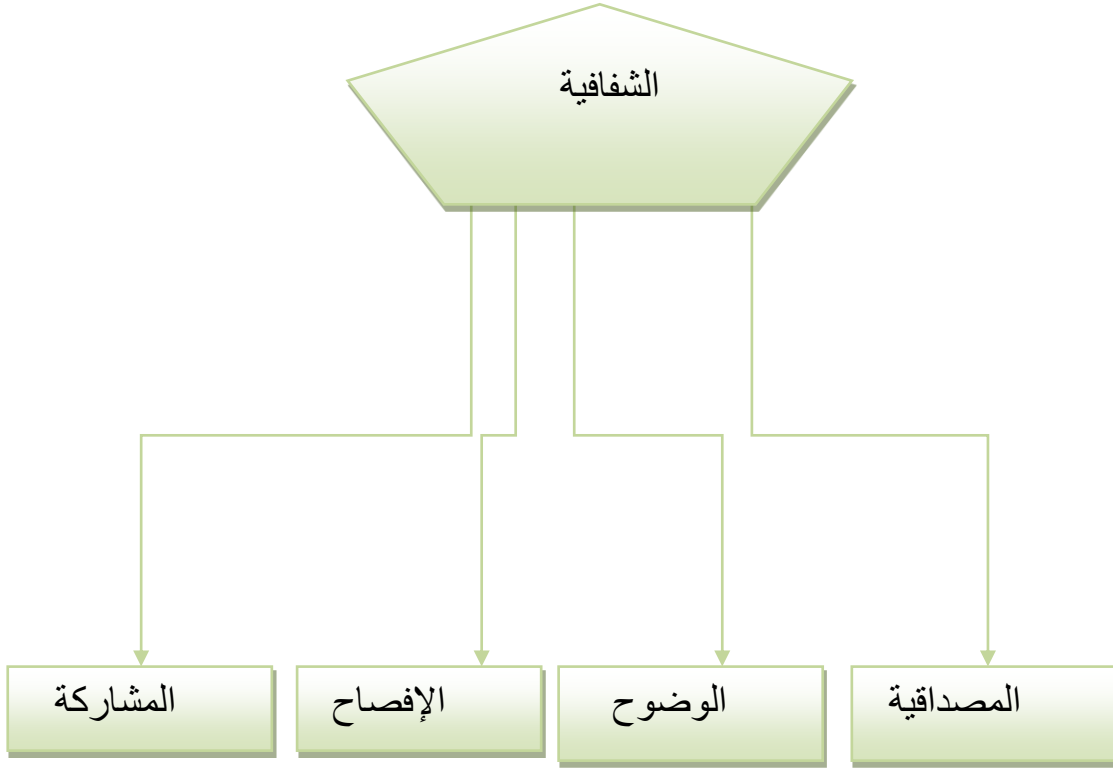 الشفافية
المصداقية
الوضوح
الإفصاح
المشاركة